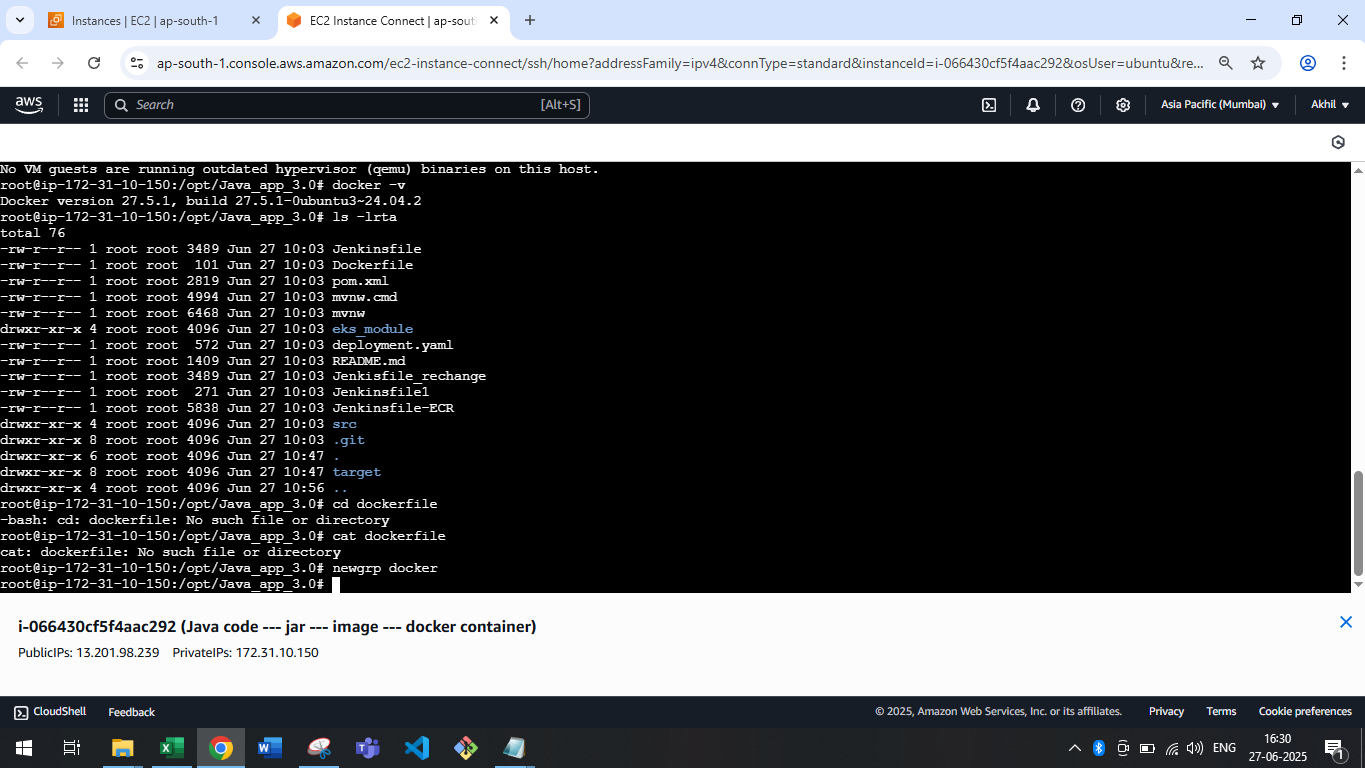 Instances | EC2 | ap-south-1
EC2 Instance Connect | ap-sout
ap-south-1.console.aws.amazon.com/ec2-instance-connect/ssh/home?addressFamily=ipv4&connType=standard&instanceId=i-066430cf5f4aac292&osUser=ubuntu&re...
aws
Search
[Alt+S]
Asia Pacific (Mumbai)
Akhil
No VM guests are running outdated hypervisor (qemu) binaries on this host.
root@ip-172-31-10-150:/opt/Java_app_3.0# docker -v
Docker version 27.5.1, build 27.5.1-0ubuntu3~24.04.2
root@ip-172-31-10-150:/opt/Java_app_3.0# ls -lrta
total 76
-rw-r--r-- 1 root root 3489 Jun 27 10:03 Jenkinsfile
-rw-r--r-- 1 root root  101 Jun 27 10:03 Dockerfile
-rw-r--r-- 1 root root 2819 Jun 27 10:03 pom.xml
-rw-r--r-- 1 root root 4994 Jun 27 10:03 mvnw.cmd
-rw-r--r-- 1 root root 6468 Jun 27 10:03 mvnw
drwxr-xr-x 4 root root 4096 Jun 27 10:03 eks_module
-rw-r--r-- 1 root root  572 Jun 27 10:03 deployment.yaml
-rw-r--r-- 1 root root 1409 Jun 27 10:03 README.md
-rw-r--r-- 1 root root 3489 Jun 27 10:03 Jenkisfile_rechange
-rw-r--r-- 1 root root  271 Jun 27 10:03 Jenkinsfile1
-rw-r--r-- 1 root root 5838 Jun 27 10:03 Jenkinsfile-ECR
drwxr-xr-x 4 root root 4096 Jun 27 10:03 src
drwxr-xr-x 8 root root 4096 Jun 27 10:03 .git
drwxr-xr-x 6 root root 4096 Jun 27 10:47 .
drwxr-xr-x 8 root root 4096 Jun 27 10:47 target
drwxr-xr-x 4 root root 4096 Jun 27 10:56 ..
root@ip-172-31-10-150:/opt/Java_app_3.0# cd dockerfile
-bash: cd: dockerfile: No such file or directory
root@ip-172-31-10-150:/opt/Java_app_3.0# cat dockerfile
cat: dockerfile: No such file or directory
root@ip-172-31-10-150:/opt/Java_app_3.0# newgrp docker
root@ip-172-31-10-150:/opt/Java_app_3.0#
i-066430cf5f4aac292 (Java code --- jar --- image --- docker container)
PublicIPs: 13.201.98.239 PrivateIPs: 172.31.10.150
CloudShell
Feedback
© 2025, Amazon Web Services, Inc. or its affiliates.
Privacy
Terms
Cookie preferences
ENG
16:30
27-06-2025
1